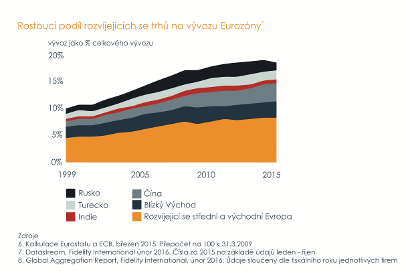 Rostoucí podíl rozvíjejících se trhů na vývozu Eurozóny⁷
vývoz jako % celkového vývozu
20%
15%
10%
5%
0%
1999 2005 2010 2015
Rusko Čína
Turecko Blízký Východ
Indie Rozvíjející se střední a východní Evropa
Zdroje
6. Kalkulace Eurostatu a ECB, březen 2015. Přepočet na 100 k 31.3.2009
7. Datastream, Fidelity International, únor 2016. Čísla za 2015 na základě údajů leden - říjen
8. Global Aggregation Report, Fidelity International, únor 2016. Údaje sloučeny dle fiskálního roku jednotlivých firem